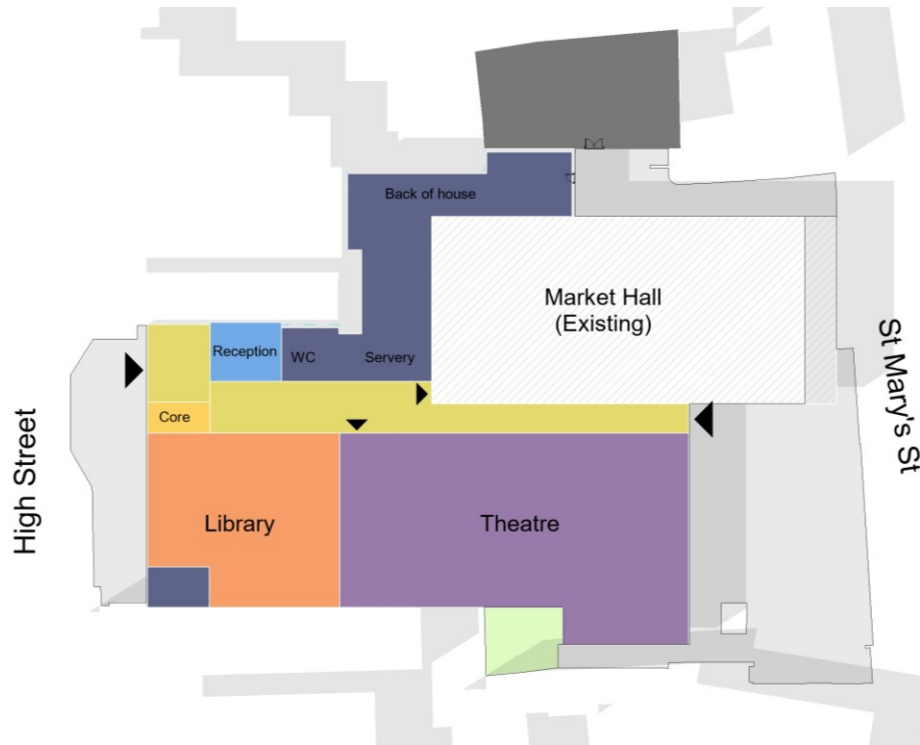 Back of house
Market Hall
(Existing)
Reception
WC
Servery
Core
Library
Theatre
High Street
St Mary's St